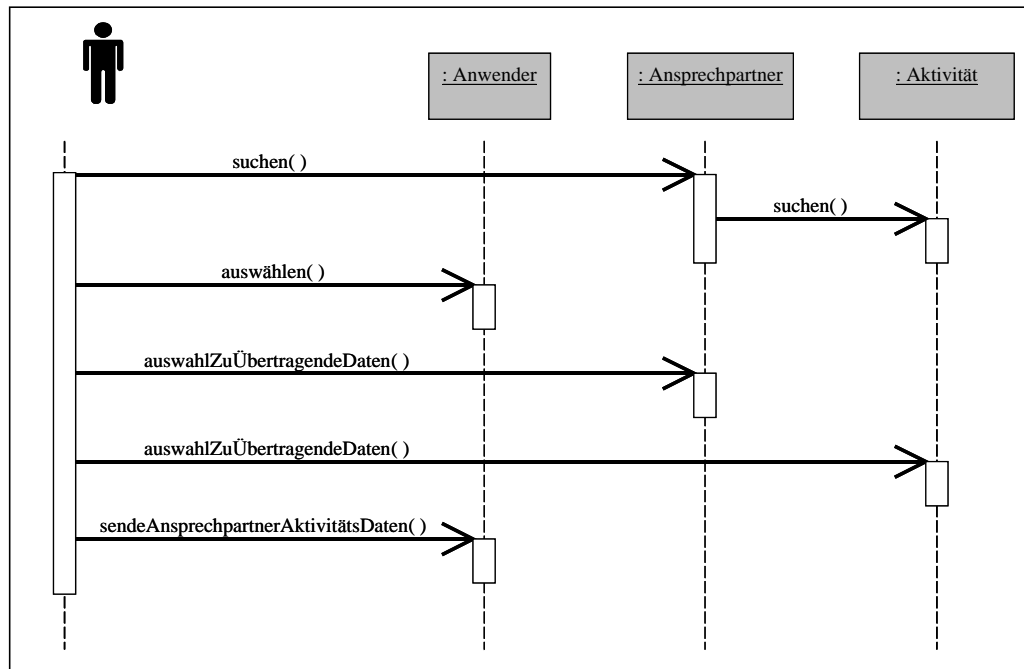 : Anwender
: Ansprechpartner
: Aktivität
suchen( )
suchen( )
auswählen( )
auswahlZuÜbertragendeDaten( )
auswahlZuÜbertragendeDaten( )
sendeAnsprechpartnerAktivitätsDaten( )